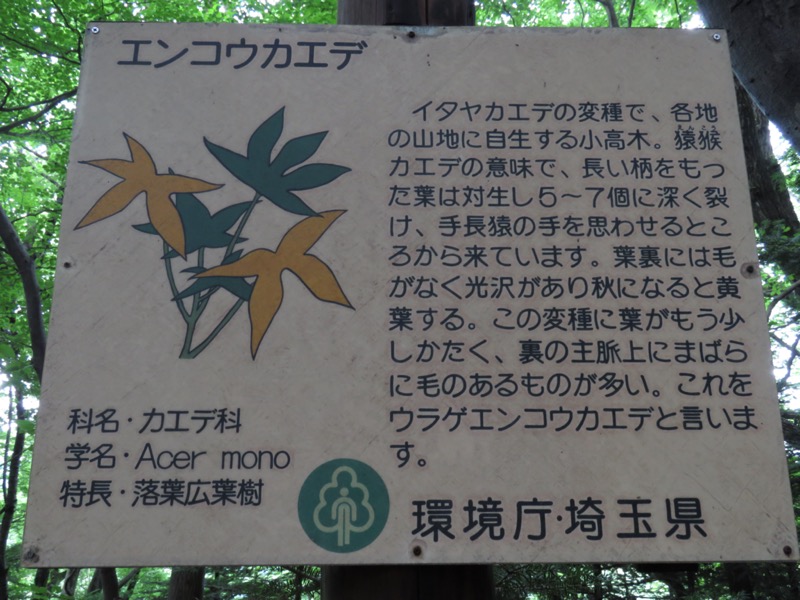 エンコウカエデ
イタヤカエデの変種で、各地
の山地に自生する小高木。猿猴
カエデの意味で、長い柄をもっ
た葉は対生し5〜7個に深く裂
け、手長猿の手を思わせるとこ
ろから来ています。葉裏には毛
がなく光沢があり秋になると黄
葉する。この変種に葉がもう少
しかたく、裏の主脈上にまばら
に毛のあるものが多い。これを
ウラゲエンコウカエデと言いま
す。
科名・カエデ科
学名・Acer mono
特長・落葉広葉樹
環境庁・埼玉県